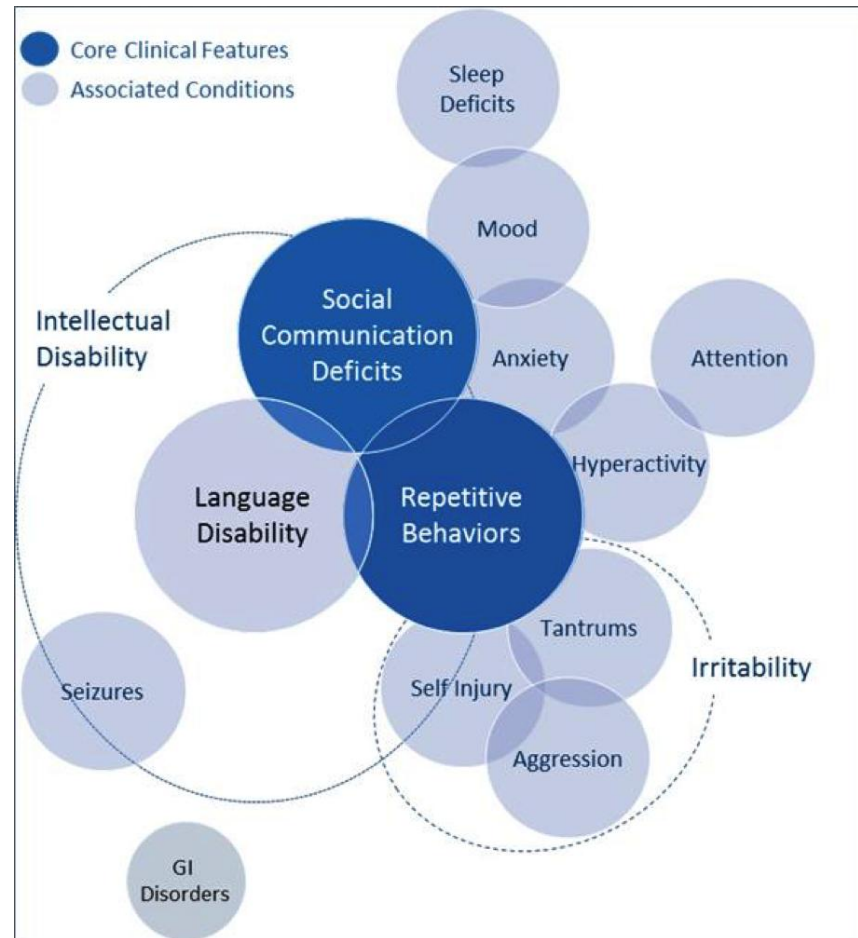 Core Clinical Features
Associated Conditions
Sleep
Deficits
Mood
Social
Communication
Deficits
Intellectual
Disability
Anxiety
Attention
Hyperactivity
Language
Disability
Repetitive
Behaviors
Tantrums
Irritability
Self Injury
Seizures
Aggression
GI
Disorders